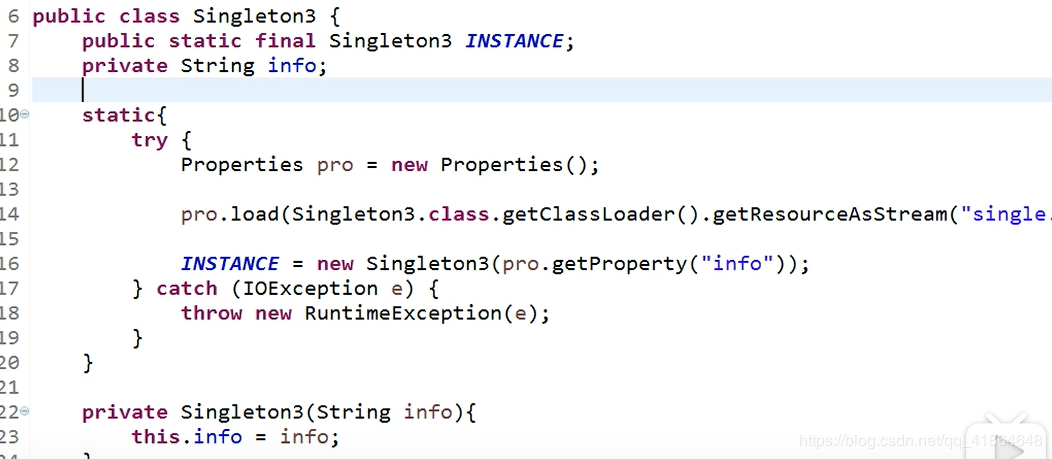 6 public class Singleton3 {
7 public static final Singleton3 INSTANCE;
8 private String info;
9
10 static{
11 try {
12 Properties pro = new Properties();
13
14 pro.load(Singleton3.class.getClassLoader().getResourceAsStream("single.
15
16 INSTANCE = new Singleton3(pro.getProperty("info"));
17 } catch (IOException e) {
18 throw new RuntimeException(e);
19 }
20 }
21
22 private Singleton3(String info){
23 this.info = info;
https://blog.csdn.net/qq_41864648